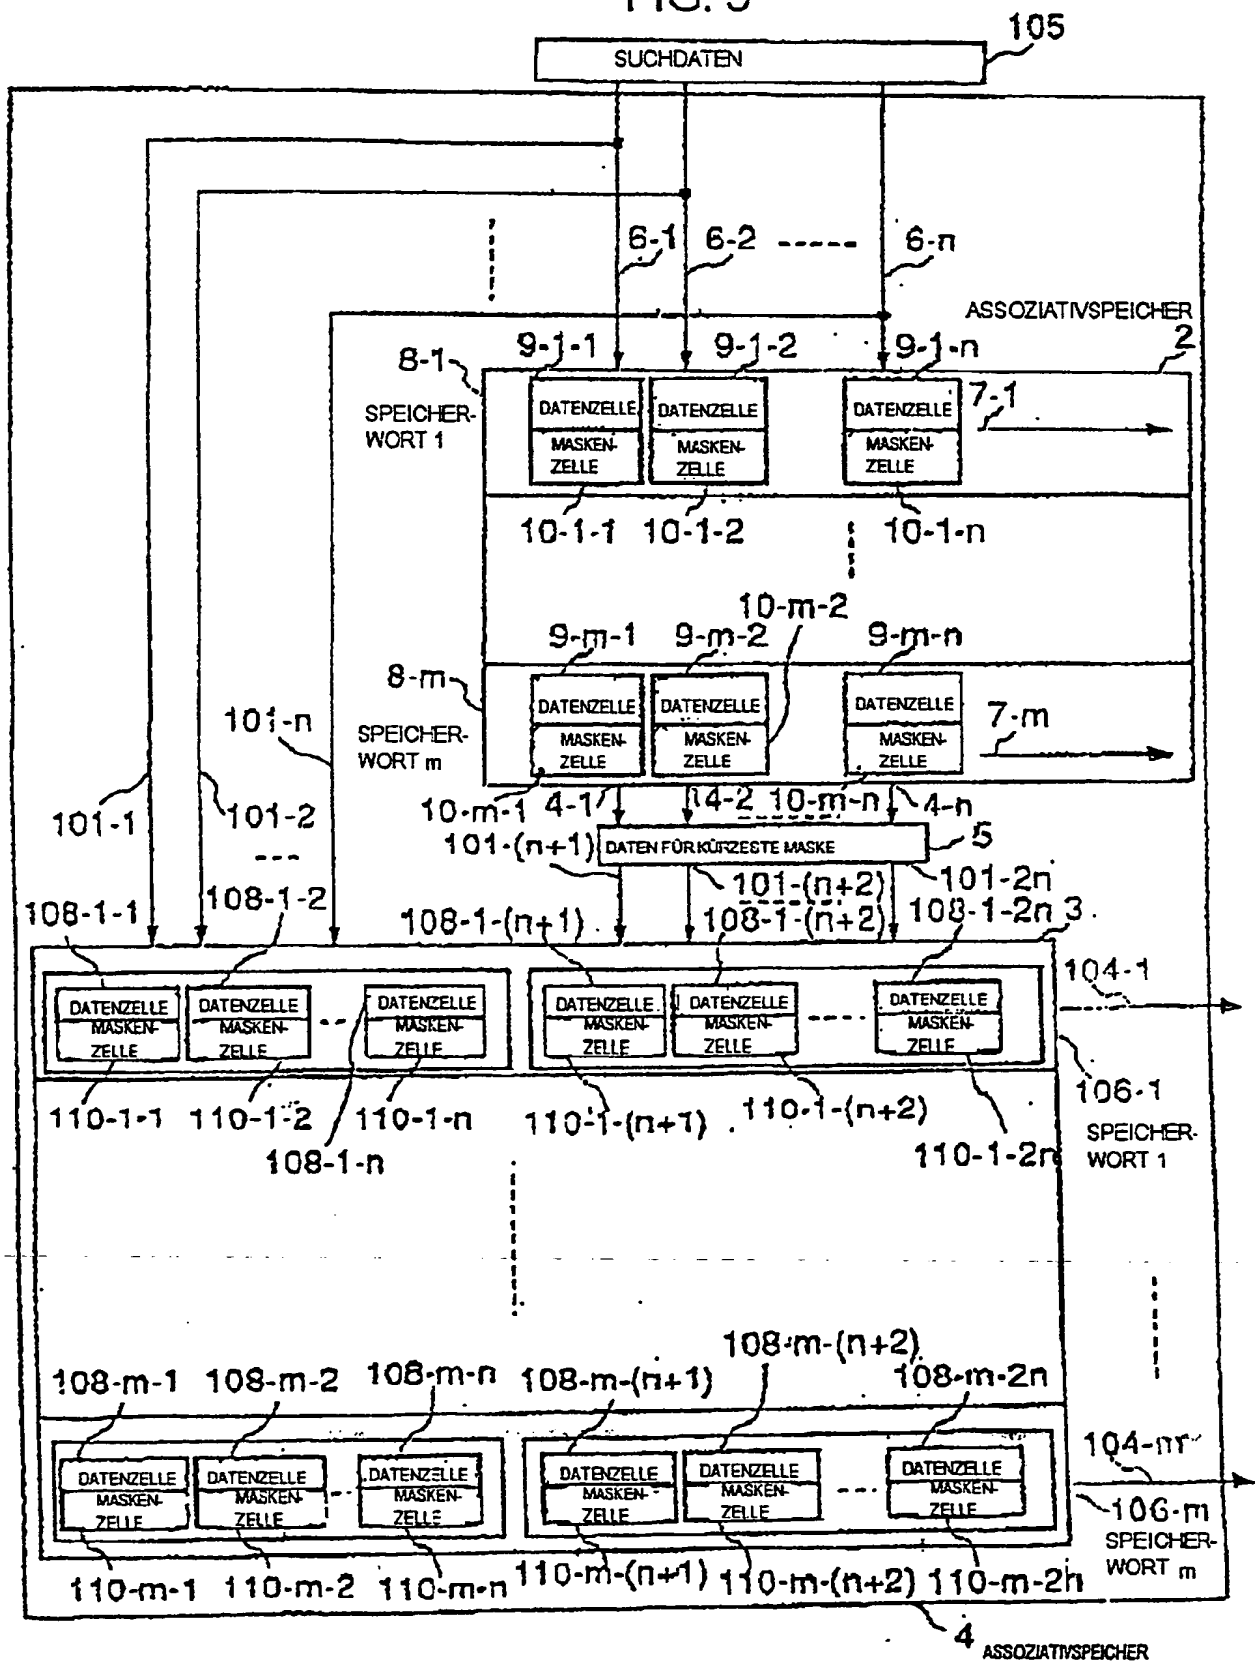 FIG. 9
105
SUCHDATEN
6-1 6-2 6-n
ASSOZIATIVSPEICHER
2
8-1 9-1-1 9-1-2 9-1-n
SPEICHER-
WORT 1
DATENZELLE DATENZELLE DATENZELLE 7-1
MASKEN- MASKEN- MASKEN-
ZELLE ZELLE ZELLE
10-1-1 10-1-2 10-1-n
10-m-2
9-m-1 9-m-2 9-m-n
8-m
SPEICHER-
WORT m
DATENZELLE DATENZELLE DATENZELLE 7-m
MASKEN- MASKEN- MASKEN-
ZELLE ZELLE ZELLE
101-n
10-m-1 4-1 4-2 10-m-n 4-n
101-1 101-2
101-(n+1) DATEN FÜR KÜRZESTE MASKE 5
101-(n+2) 101-2n
108-1-1 108-1-2 108-1-(n+1) 108-1-(n+2) 108-1-2n 3
104-1
DATENZELLE DATENZELLE DATENZELLE DATENZELLE DATENZELLE DATENZELLE
MASKEN- MASKEN- MASKEN- MASKEN- MASKEN- MASKEN-
ZELLE ZELLE ZELLE ZELLE ZELLE ZELLE
106-1
110-1-1 110-1-2 110-1-n 110-1-(n+1) 110-1-(n+2)
108-1-n 110-1-2n
SPEICHER-
WORT 1
108-m-(n+2)
108-m-1 108-m-2 108-m-n 108-m-(n+1) 108-m-2n
104-m
DATENZELLE DATENZELLE DATENZELLE DATENZELLE DATENZELLE DATENZELLE
MASKEN- MASKEN- MASKEN- MASKEN- MASKEN- MASKEN-
ZELLE ZELLE ZELLE ZELLE ZELLE ZELLE
106-m
SPEICHER-
WORT m
110-m-1 110-m-2 110-m-n 110-m-(n+1) 110-m-(n+2) 110-m-2n
4
ASSOZIATIVSPEICHER